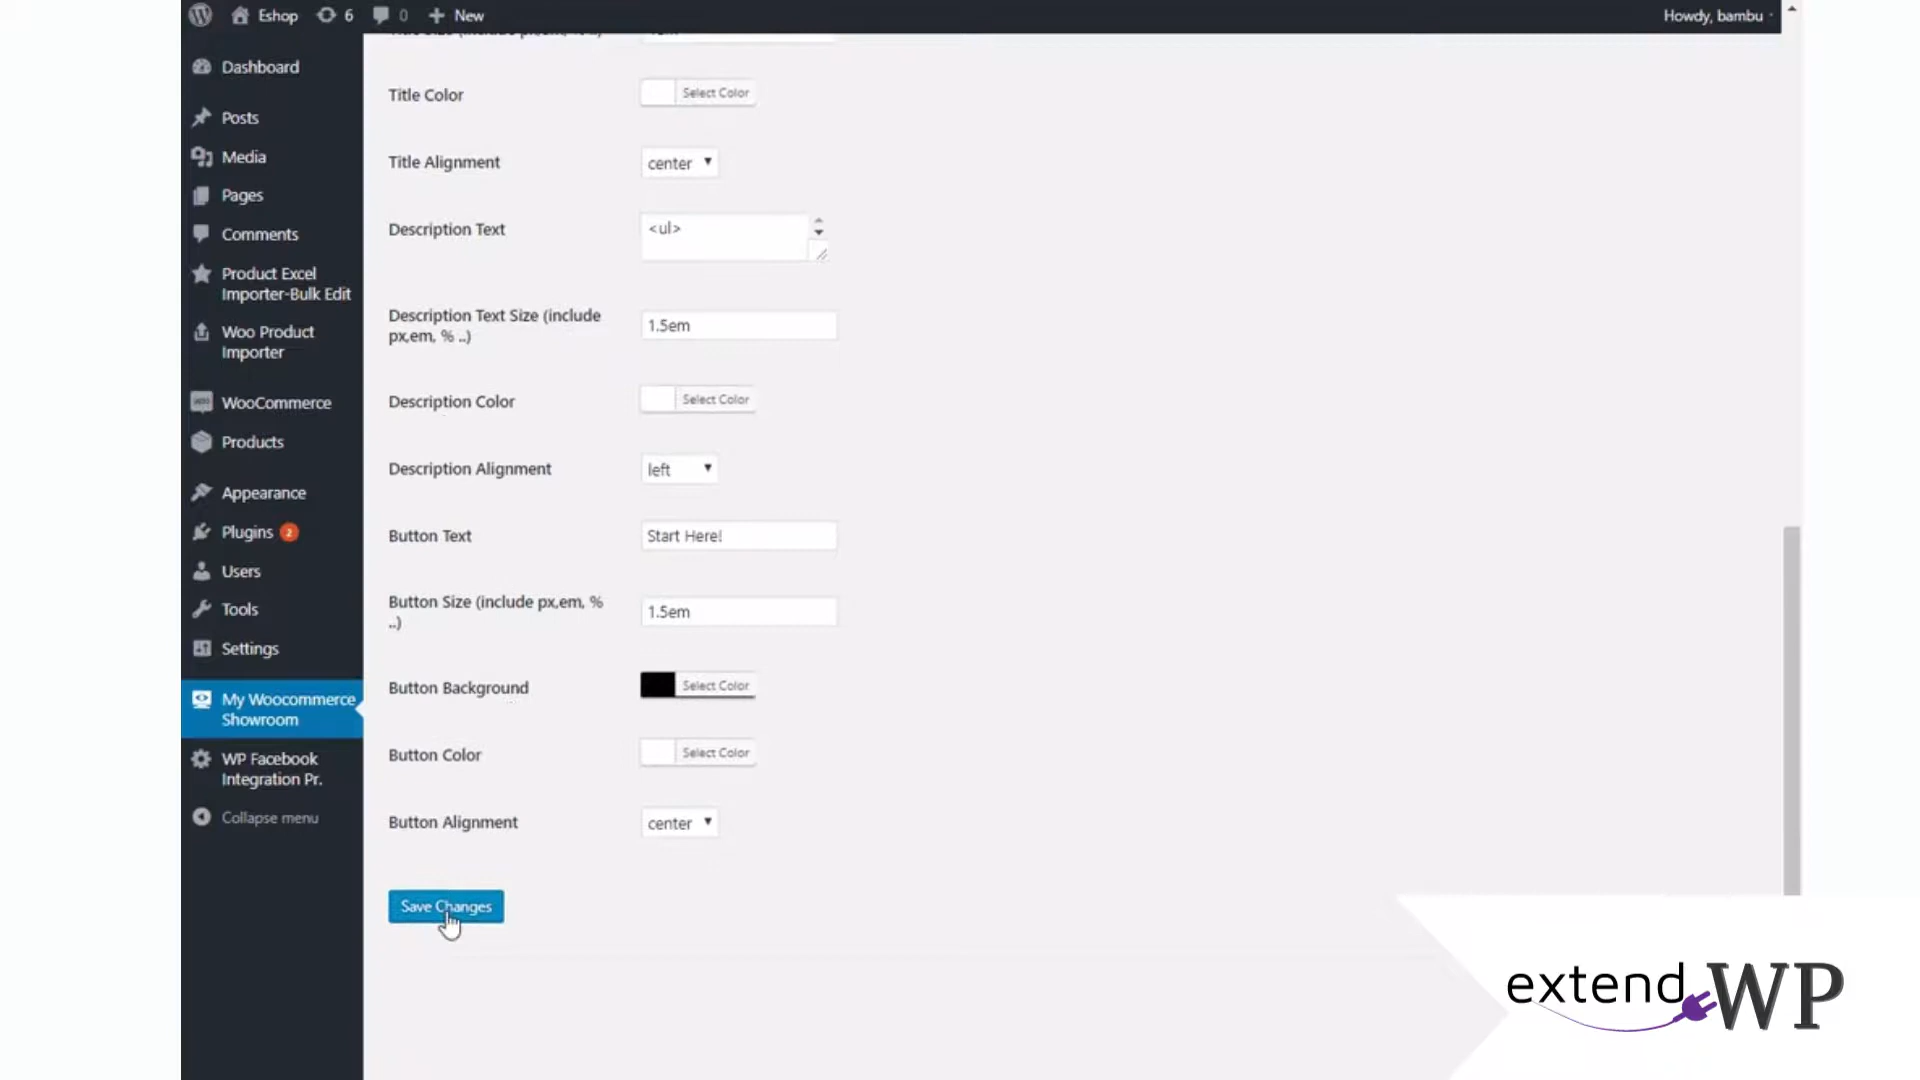 Eshop 6 0 New Howdy, bambu
Dashboard
Posts
Media
Pages
Comments
Product Excel
Importer-Bulk Edit
Woo Product
Importer
WooCommerce
Products
Appearance
Plugins 2
Users
Tools
Settings
My Woocommerce
Showroom
WP Facebook
Integration Pr.
Collapse menu
Title Color Select Color
Title Alignment center
Description Text <ul>
Description Text Size (include
px,em, % ..) 1.5em
Description Color Select Color
Description Alignment left
Button Text Start Here!
Button Size (include px,em, %
..) 1.5em
Button Background Select Color
Button Color Select Color
Button Alignment center
Save Changes
extendWP